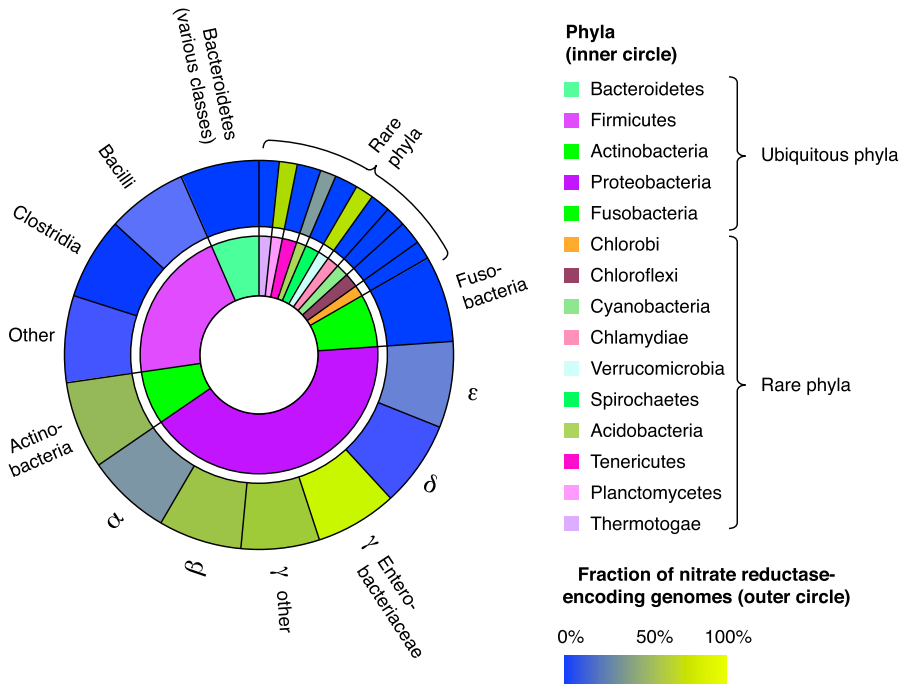 Bacteroidetes
(various classes)
Rare
phyla
Bacilli
Clostridia
Other
Actino-
bacteria
α
β
γ other
γ Entero-
bacteriaceae
δ
ε
Fuso-
bacteria
Phyla
(inner circle)
Bacteroidetes
Firmicutes
Actinobacteria
Proteobacteria
Fusobacteria
Ubiquitous phyla
Chlorobi
Chloroflexi
Cyanobacteria
Chlamydiae
Verrucomicrobia
Spirochaetes
Acidobacteria
Tenericutes
Planctomycetes
Thermotogae
Rare phyla
Fraction of nitrate reductase-
encoding genomes (outer circle)
0% 50% 100%